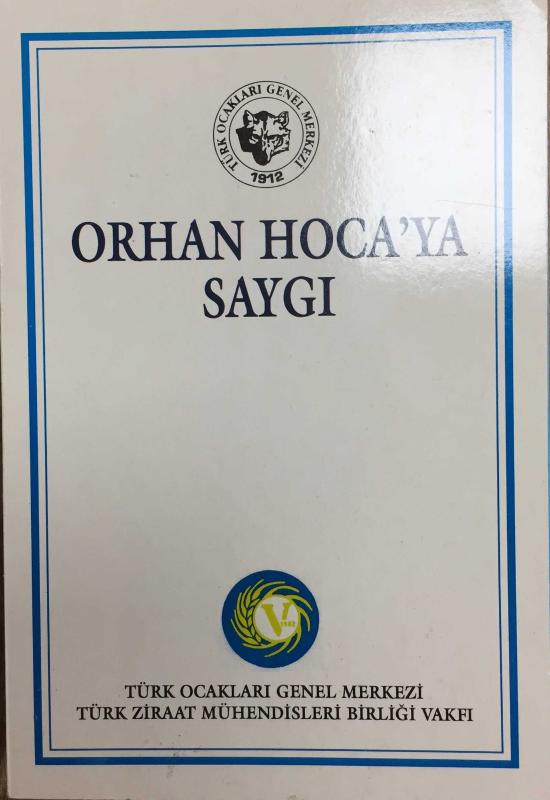 TÜRK OCAKLARI GENEL MERKEZİ
1912
ORHAN HOCA'YA
SAYGI
V
1982
TÜRK OCAKLARI GENEL MERKEZİ
TÜRK ZİRAAT MÜHENDİSLERİ BİRLİĞİ VAKFI